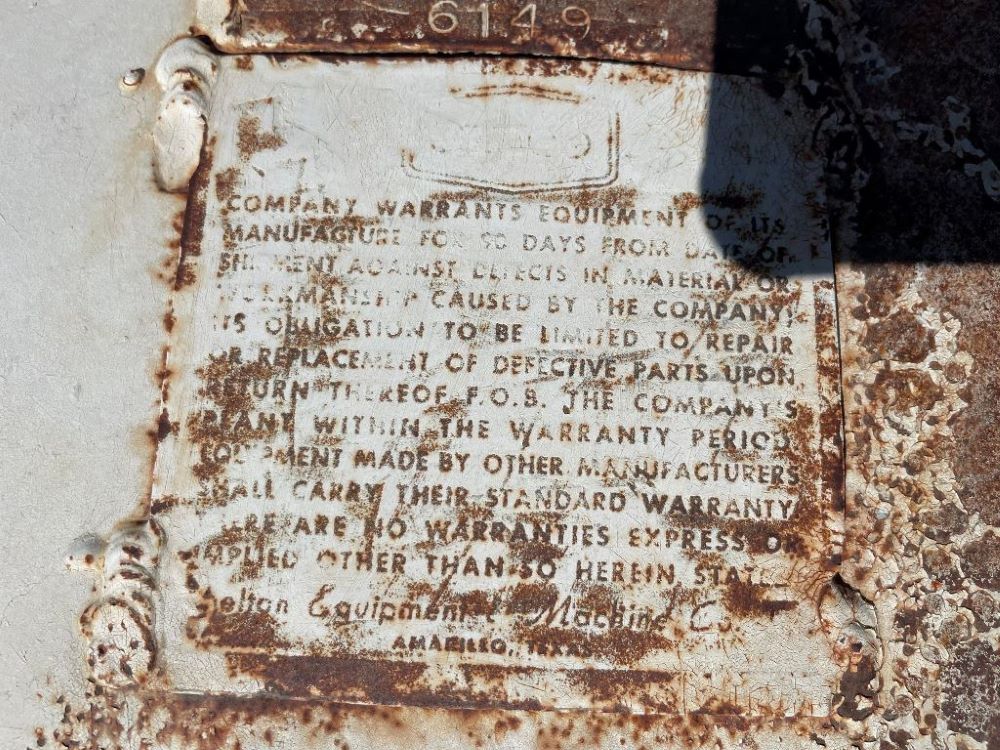 6149
COMPANY WARRANTS EQUIPMENT OF ITS
MANUFACTURE FOR 90 DAYS FROM DATE OF
SHIPMENT AGAINST DEFECTS IN MATERIAL OR
WORKMANSHIP CAUSED BY THE COMPANY;
ITS OBLIGATION TO BE LIMITED TO REPAIR
OR REPLACEMENT OF DEFECTIVE PARTS UPON
RETURN THEREOF F.O.B. THE COMPANY'S
PLANT WITHIN THE WARRANTY PERIOD.
EQUIPMENT MADE BY OTHER MANUFACTURERS
SHALL CARRY THEIR STANDARD WARRANTY
THERE ARE NO WARRANTIES EXPRESS OR
IMPLIED OTHER THAN SO HEREIN STATED
Equipment Machine Co.
AMARILLO, TEXAS